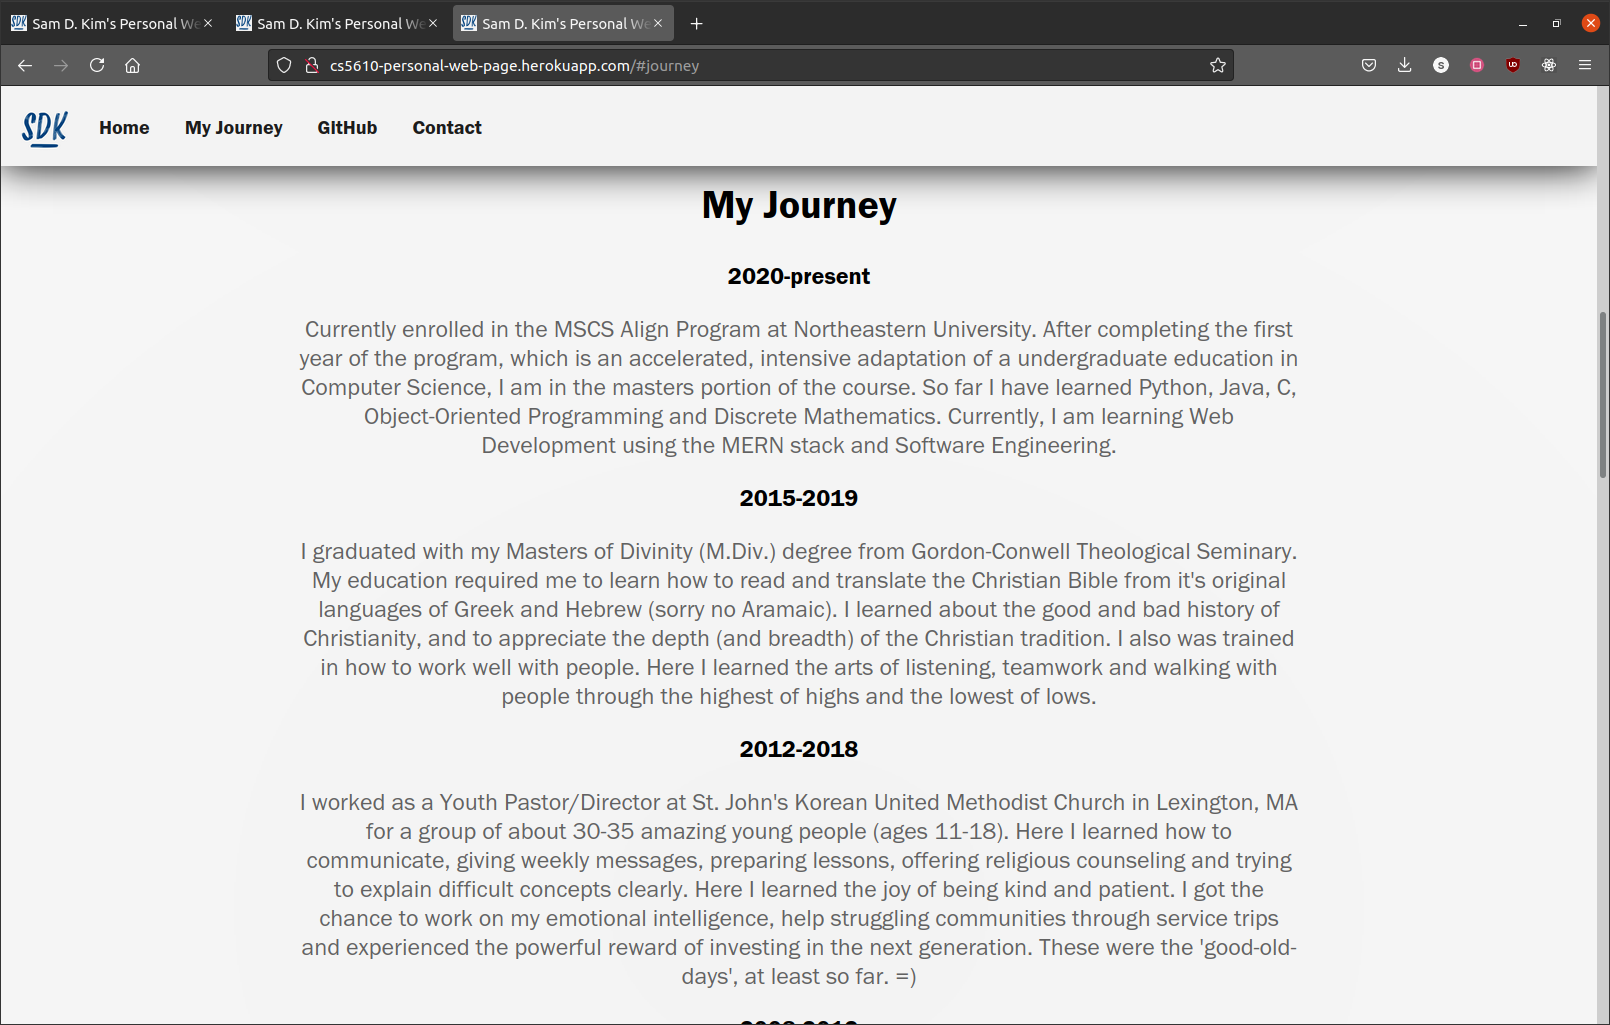 Sam D. Kim's Personal We
Sam D. Kim's Personal We
Sam D. Kim's Personal We
cs5610-personal-web-page.herokuapp.com/#journey
S
SDK
Home
My Journey
GitHub
Contact
My Journey
2020-present
Currently enrolled in the MSCS Align Program at Northeastern University. After completing the first
year of the program, which is an accelerated, intensive adaptation of a undergraduate education in
Computer Science, I am in the masters portion of the course. So far I have learned Python, Java, C,
Object-Oriented Programming and Discrete Mathematics. Currently, I am learning Web
Development using the MERN stack and Software Engineering.
2015-2019
I graduated with my Masters of Divinity (M.Div.) degree from Gordon-Conwell Theological Seminary.
My education required me to learn how to read and translate the Christian Bible from it's original
languages of Greek and Hebrew (sorry no Aramaic). I learned about the good and bad history of
Christianity, and to appreciate the depth (and breadth) of the Christian tradition. I also was trained
in how to work well with people. Here I learned the arts of listening, teamwork and walking with
people through the highest of highs and the lowest of lows.
2012-2018
I worked as a Youth Pastor/Director at St. John's Korean United Methodist Church in Lexington, MA
for a group of about 30-35 amazing young people (ages 11-18). Here I learned how to
communicate, giving weekly messages, preparing lessons, offering religious counseling and trying
to explain difficult concepts clearly. Here I learned the joy of being kind and patient. I got the
chance to work on my emotional intelligence, help struggling communities through service trips
and experienced the powerful reward of investing in the next generation. These were the 'good-old-
days', at least so far. =)